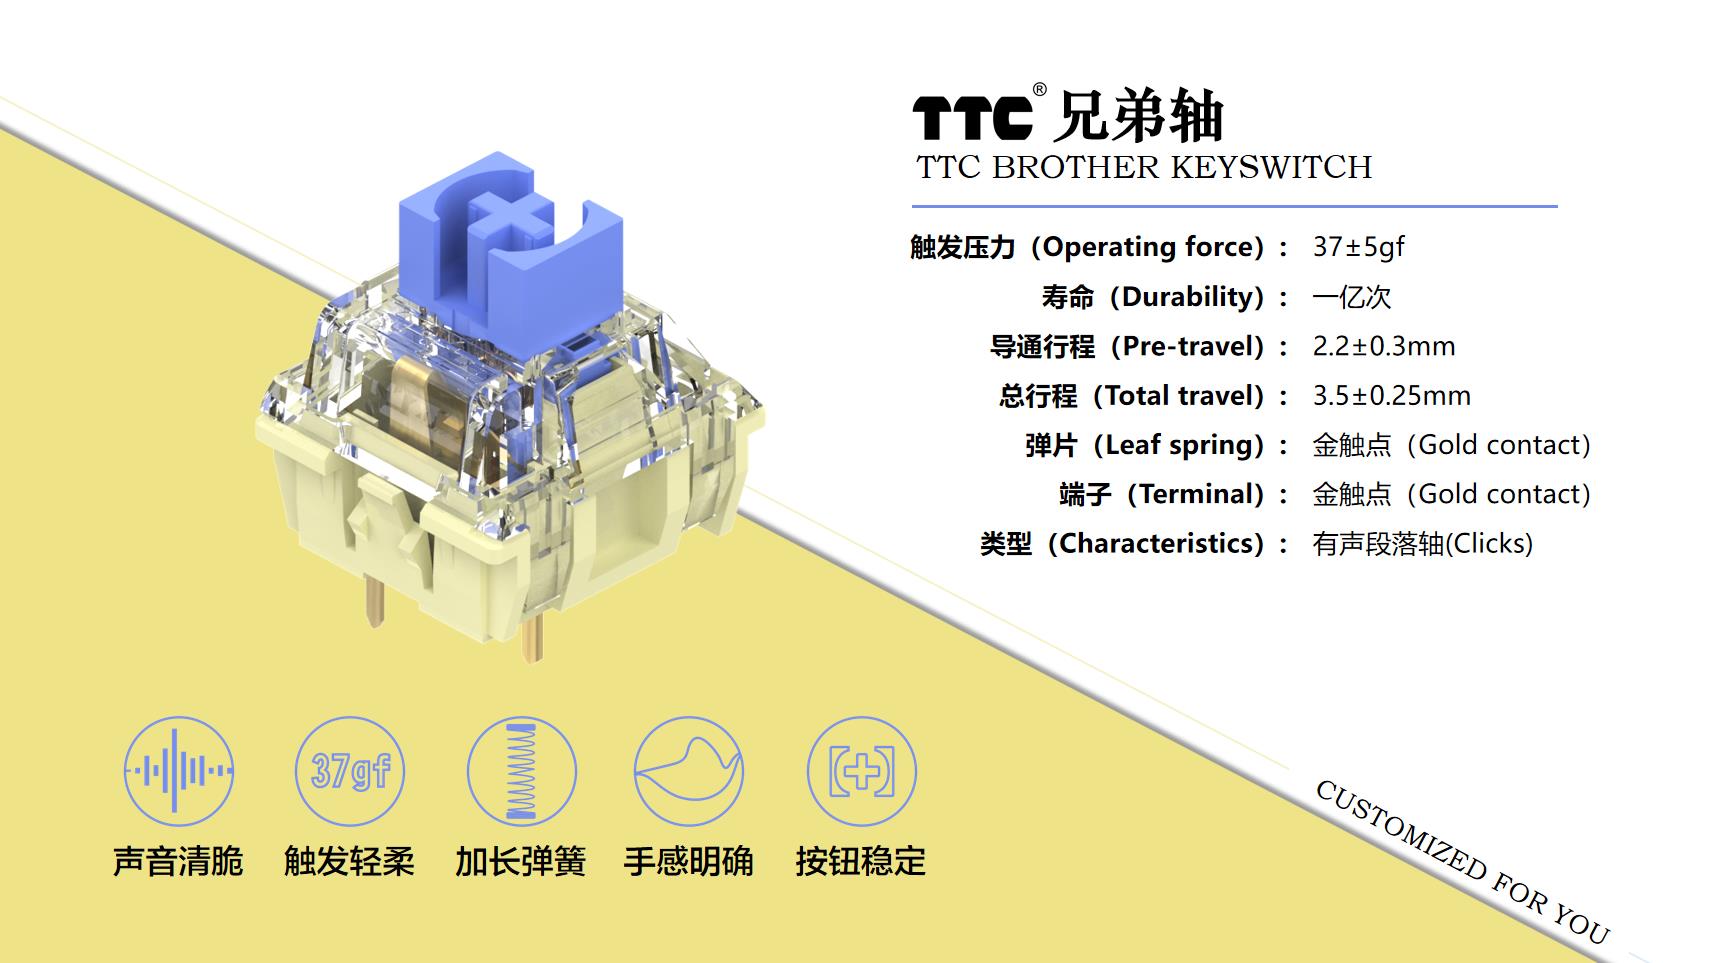 TTC® 兄弟轴
TTC BROTHER KEYSWITCH
触发压力（Operating force）: 37±5gf
寿命（Durability）: 一亿次
导通行程（Pre-travel）: 2.2±0.3mm
总行程（Total travel）: 3.5±0.25mm
弹片（Leaf spring）: 金触点（Gold contact）
端子（Terminal）: 金触点（Gold contact）
类型（Characteristics）: 有声段落轴(Clicks)
37gf
声音清脆 触发轻柔 加长弹簧 手感明确 按钮稳定
CUSTOMIZED FOR YOU